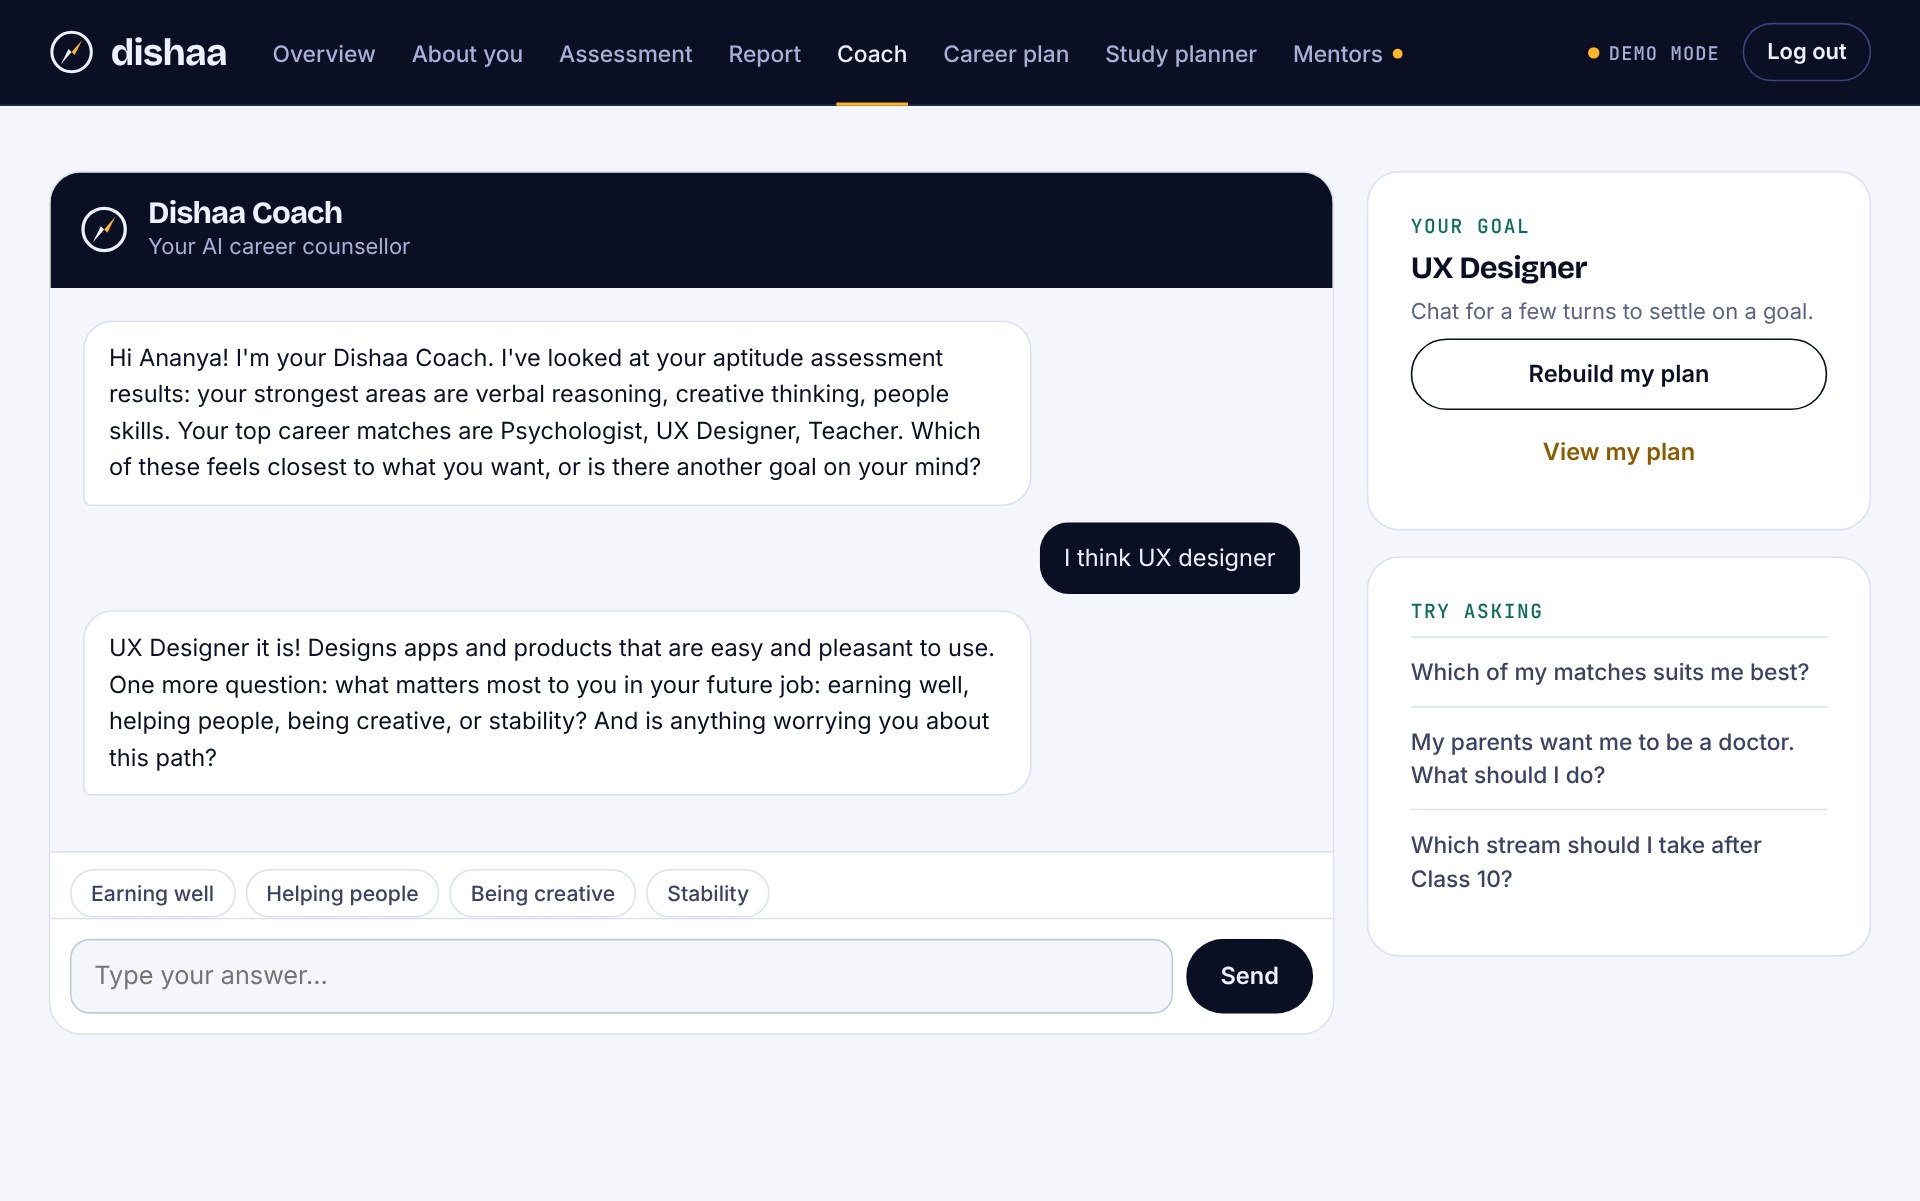 dishaa
Overview
About you
Assessment
Report
Coach
Career plan
Study planner
Mentors
DEMO MODE
Log out
Dishaa Coach
Your AI career counsellor
Hi Ananya! I'm your Dishaa Coach. I've looked at your aptitude assessment
results: your strongest areas are verbal reasoning, creative thinking, people
skills. Your top career matches are Psychologist, UX Designer, Teacher. Which
of these feels closest to what you want, or is there another goal on your mind?
I think UX designer
UX Designer it is! Designs apps and products that are easy and pleasant to use.
One more question: what matters most to you in your future job: earning well,
helping people, being creative, or stability? And is anything worrying you about
this path?
Earning well
Helping people
Being creative
Stability
Type your answer...
Send
YOUR GOAL
UX Designer
Chat for a few turns to settle on a goal.
Rebuild my plan
View my plan
TRY ASKING
Which of my matches suits me best?
My parents want me to be a doctor.
What should I do?
Which stream should I take after
Class 10?